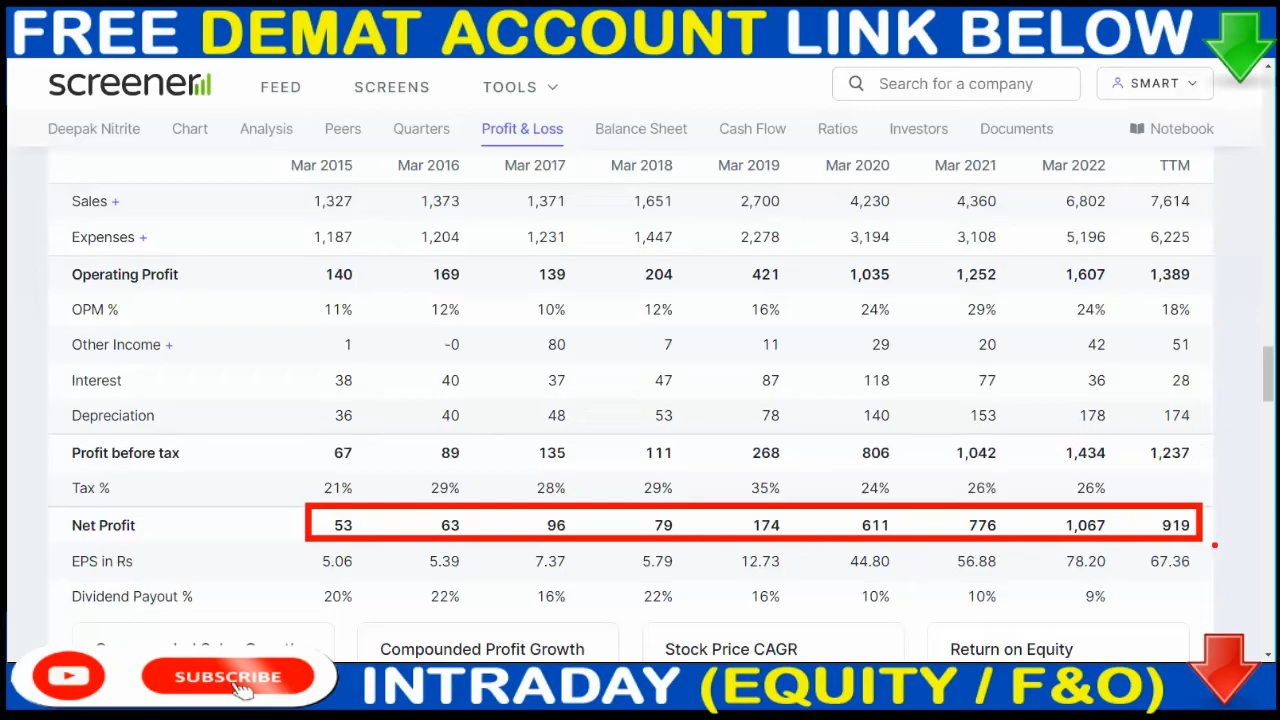 FREE DEMAT ACCOUNT LINK BELOW
screener FEED SCREENS TOOLS Search for a company SMART
Deepak Nitrite Chart Analysis Peers Quarters Profit & Loss Balance Sheet Cash Flow Ratios Investors Documents Notebook
Mar 2015 Mar 2016 Mar 2017 Mar 2018 Mar 2019 Mar 2020 Mar 2021 Mar 2022 TTM
Sales + 1,327 1,373 1,371 1,651 2,700 4,230 4,360 6,802 7,614
Expenses + 1,187 1,204 1,231 1,447 2,278 3,194 3,108 5,196 6,225
Operating Profit 140 169 139 204 421 1,035 1,252 1,607 1,389
OPM % 11% 12% 10% 12% 16% 24% 29% 24% 18%
Other Income + 1 -0 80 7 11 29 20 42 51
Interest 38 40 37 47 87 118 77 36 28
Depreciation 36 40 48 53 78 140 153 178 174
Profit before tax 67 89 135 111 268 806 1,042 1,434 1,237
Tax % 21% 29% 28% 29% 35% 24% 26% 26%
Net Profit 53 63 96 79 174 611 776 1,067 919
EPS in Rs 5.06 5.39 7.37 5.79 12.73 44.80 56.88 78.20 67.36
Dividend Payout % 20% 22% 16% 22% 16% 10% 10% 9%
Compounded Profit Growth Stock Price CAGR Return on Equity
SUBSCRIBE
INTRADAY (EQUITY / F&O)